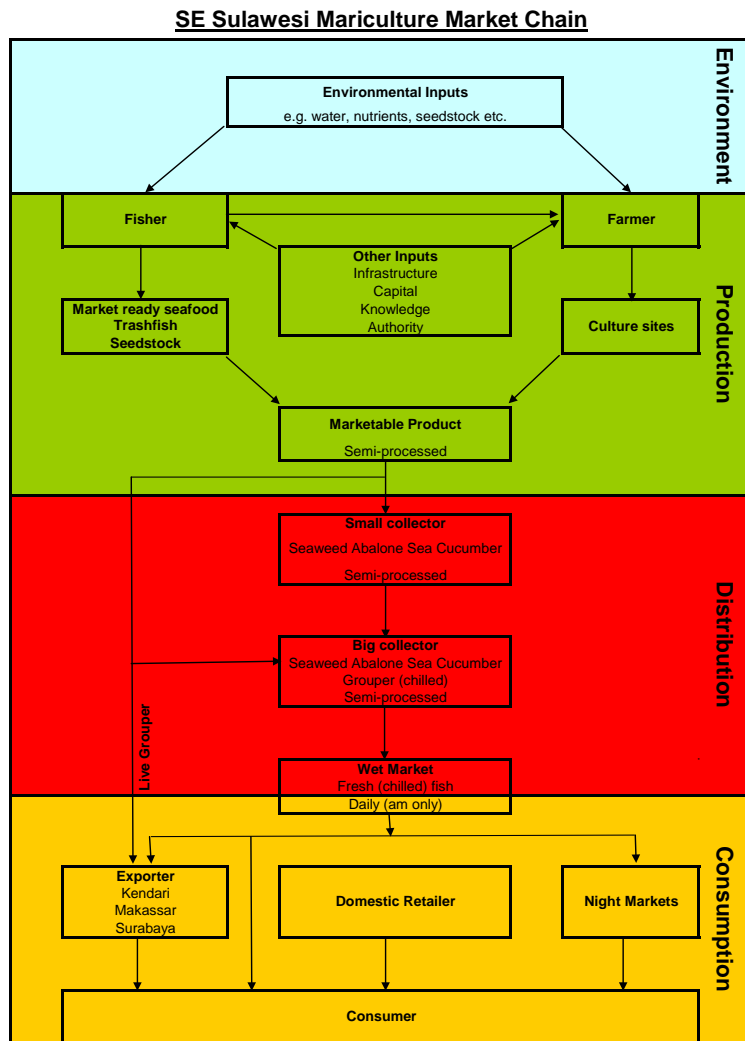 SE Sulawesi Mariculture Market Chain
Environment
Environmental Inputs
e.g. water, nutrients, seedstock etc.
Production
Fisher
Farmer
Other Inputs
Infrastructure
Capital
Knowledge
Authority
Market ready seafood
Trashfish
Seedstock
Culture sites
Marketable Product
Semi-processed
Distribution
Small collector
Seaweed Abalone Sea Cucumber
Semi-processed
Big collector
Seaweed Abalone Sea Cucumber
Grouper (chilled)
Semi-processed
Live Grouper
Wet Market
Fresh (chilled) fish
Daily (am only)
Consumption
Exporter
Kendari
Makassar
Surabaya
Domestic Retailer
Night Markets
Consumer